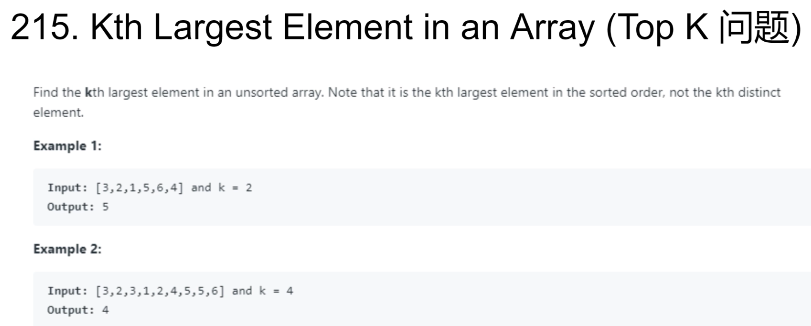 215. Kth Largest Element in an Array (Top K 问题)
Find the kth largest element in an unsorted array. Note that it is the kth largest element in the sorted order, not the kth distinct
element.
Example 1:
Input: [3,2,1,5,6,4] and k = 2
Output: 5
Example 2:
Input: [3,2,3,1,2,4,5,5,6] and k = 4
Output: 4